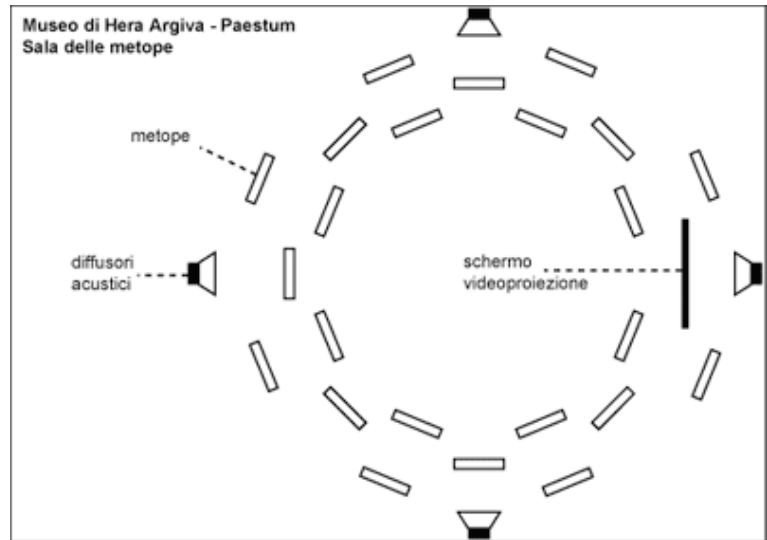 Museo di Hera Argiva - Paestum
Sala delle metope
metope
diffusori
acustici
schermo
videoproiezione